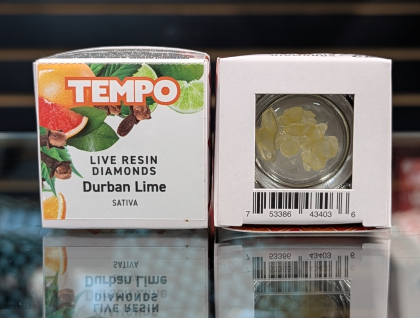 TEMPO
LIVE RESIN
DIAMONDS
Durban Lime
SATIVA
7 53386 43403 6